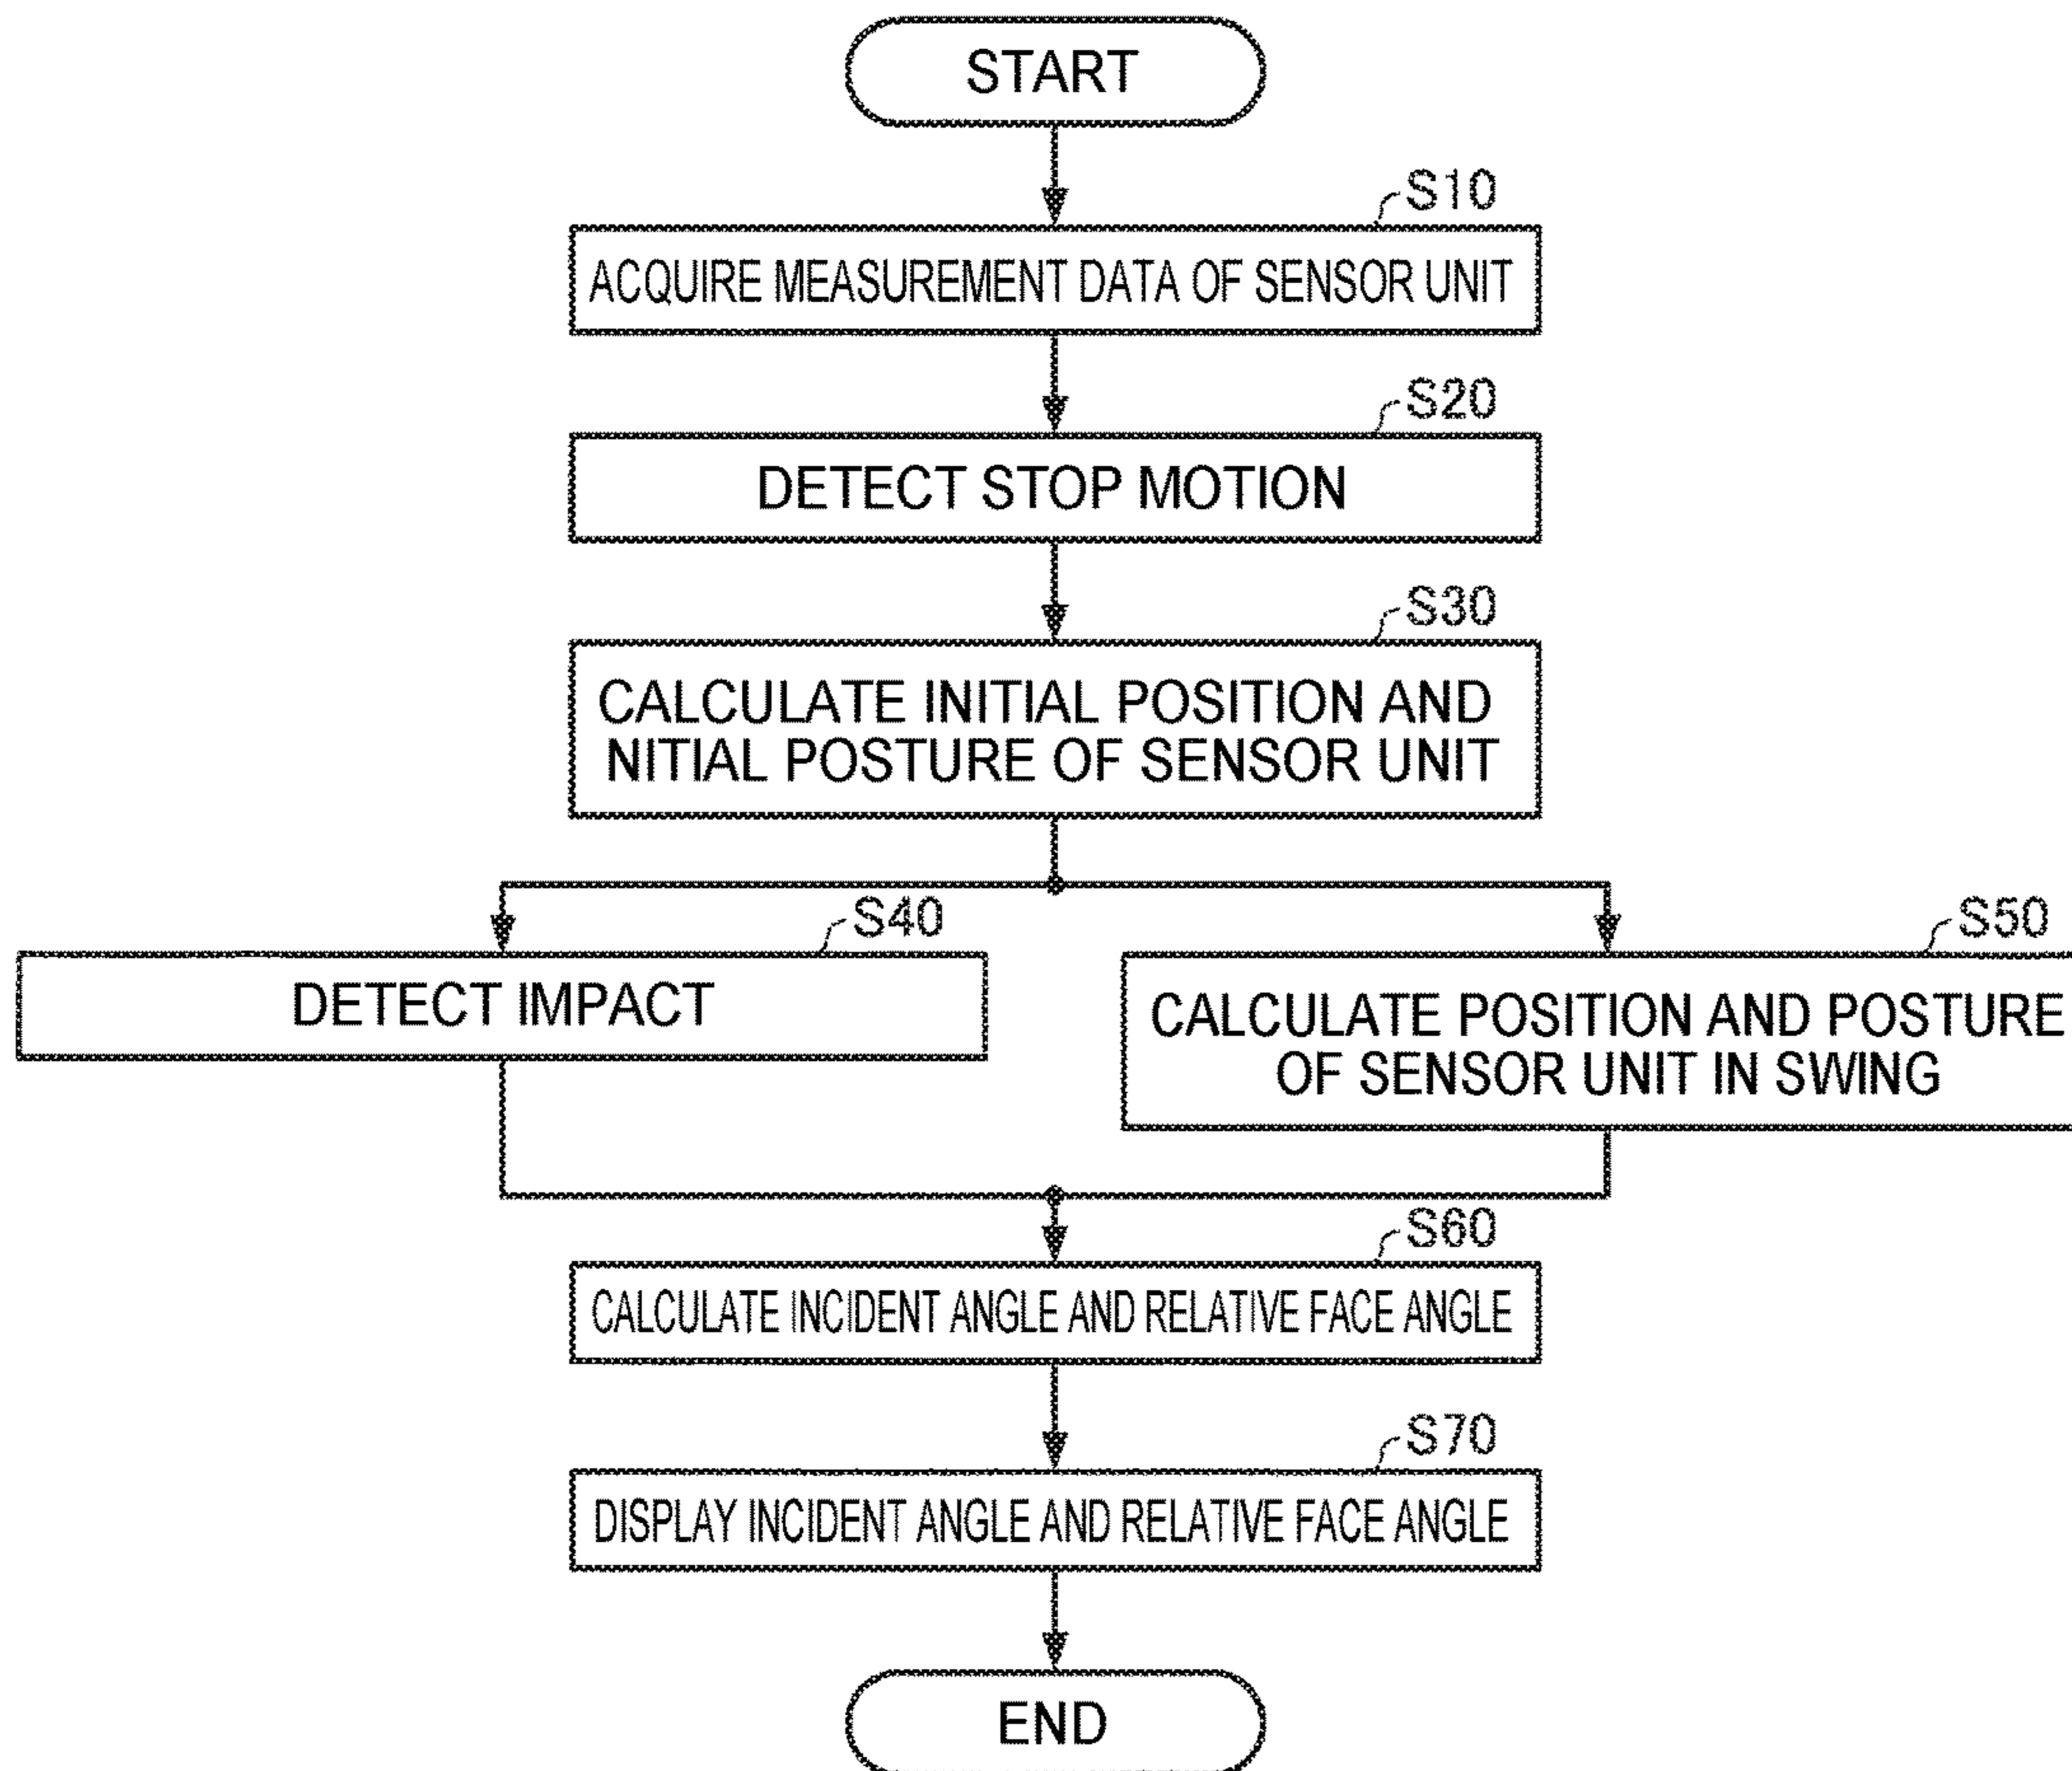 START
S10
ACQUIRE MEASUREMENT DATA OF SENSOR UNIT
S20
DETECT STOP MOTION
S30
CALCULATE INITIAL POSITION AND
NITIAL POSTURE OF SENSOR UNIT
S40
DETECT IMPACT
S50
CALCULATE POSITION AND POSTURE
OF SENSOR UNIT IN SWING
S60
CALCULATE INCIDENT ANGLE AND RELATIVE FACE ANGLE
S70
DISPLAY INCIDENT ANGLE AND RELATIVE FACE ANGLE
END